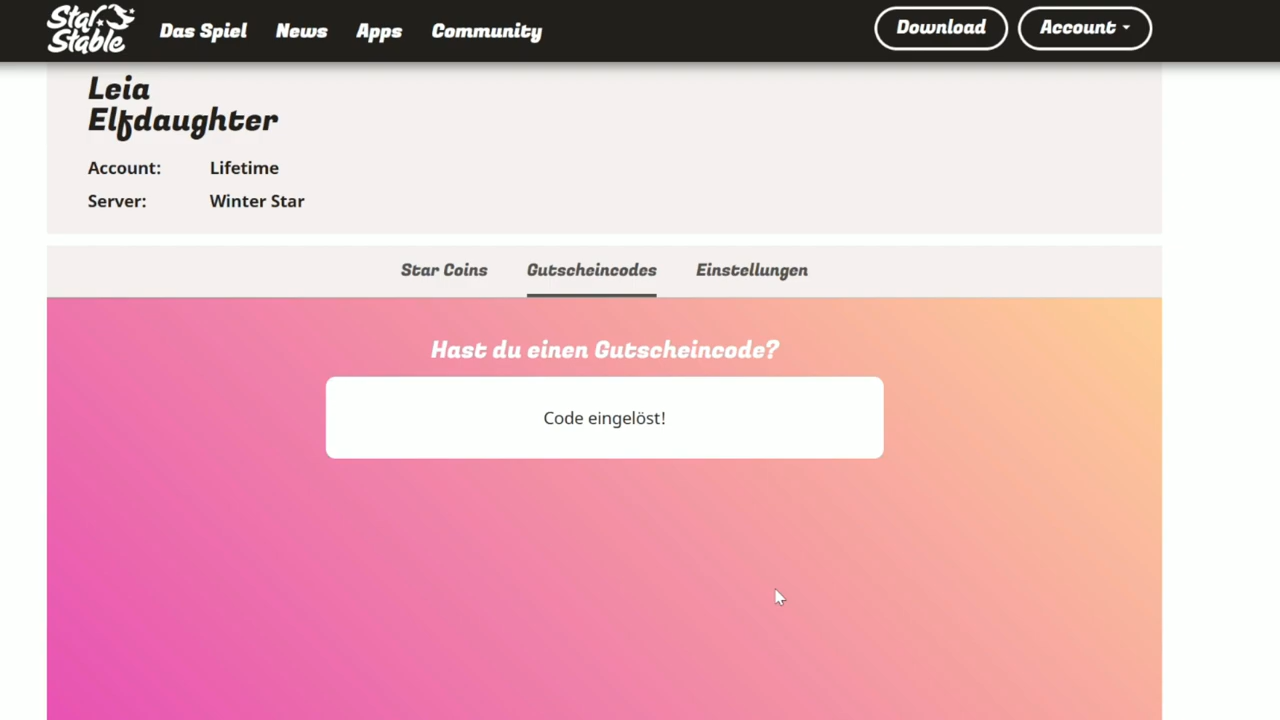 Star Stable
Das Spiel
News
Apps
Community
Download
Account
Leia
Elfdaughter
Account: Lifetime
Server: Winter Star
Star Coins
Gutscheincodes
Einstellungen
Hast du einen Gutscheincode?
Code eingelöst!